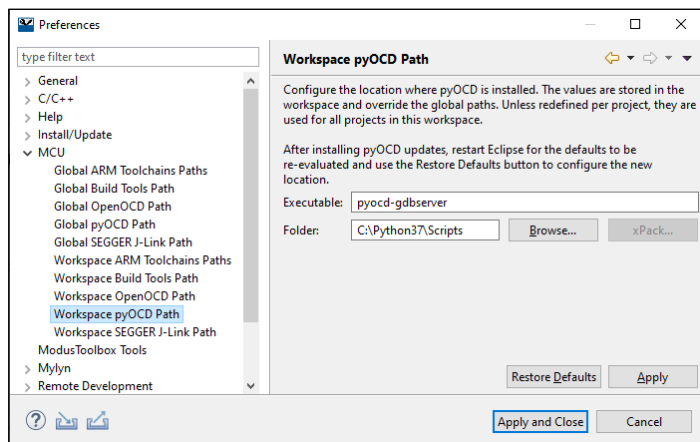 Preferences
type filter text
General
C/C++
Help
Install/Update
MCU
Global ARM Toolchains Paths
Global Build Tools Path
Global OpenOCD Path
Global pyOCD Path
Global SEGGER J-Link Path
Workspace ARM Toolchains Paths
Workspace Build Tools Path
Workspace OpenOCD Path
Workspace pyOCD Path
Workspace SEGGER J-Link Path
ModusToolbox Tools
Mylyn
Remote Development
Workspace pyOCD Path
Configure the location where pyOCD is installed. The values are stored in the
workspace and override the global paths. Unless redefined per project, they are
used for all projects in this workspace.
After installing pyOCD updates, restart Eclipse for the defaults to be
re-evaluated and use the Restore Defaults button to configure the new
location.
Executable: pyocd-gdbserver
Folder: C:\Python37\Scripts Browse... xPack...
Restore Defaults Apply
Apply and Close Cancel